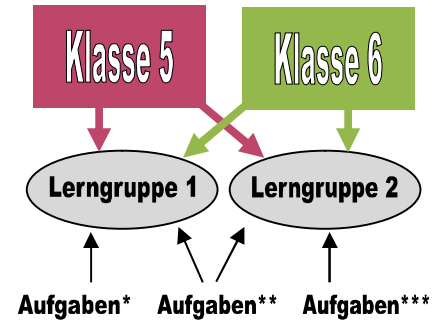 Klasse 5
Klasse 6
Lerngruppe 1
Lerngruppe 2
Aufgaben*
Aufgaben**
Aufgaben***